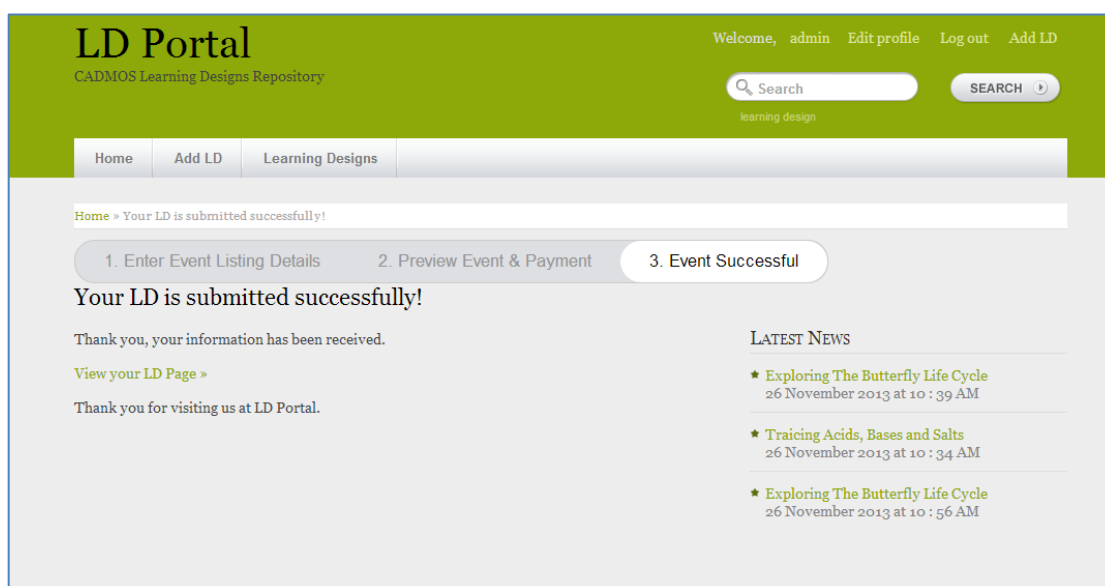 LD Portal
CADMOS Learning Designs Repository
Welcome, admin Edit profile Log out Add LD
Search
SEARCH
learning design
Home Add LD Learning Designs
Home » Your LD is submitted successfully!
1. Enter Event Listing Details 2. Preview Event & Payment 3. Event Successful
Your LD is submitted successfully!
Thank you, your information has been received.
View your LD Page »
Thank you for visiting us at LD Portal.
Latest News
Exploring The Butterfly Life Cycle
26 November 2013 at 10 : 39 AM
Traicing Acids, Bases and Salts
26 November 2013 at 10 : 34 AM
Exploring The Butterfly Life Cycle
26 November 2013 at 10 : 56 AM